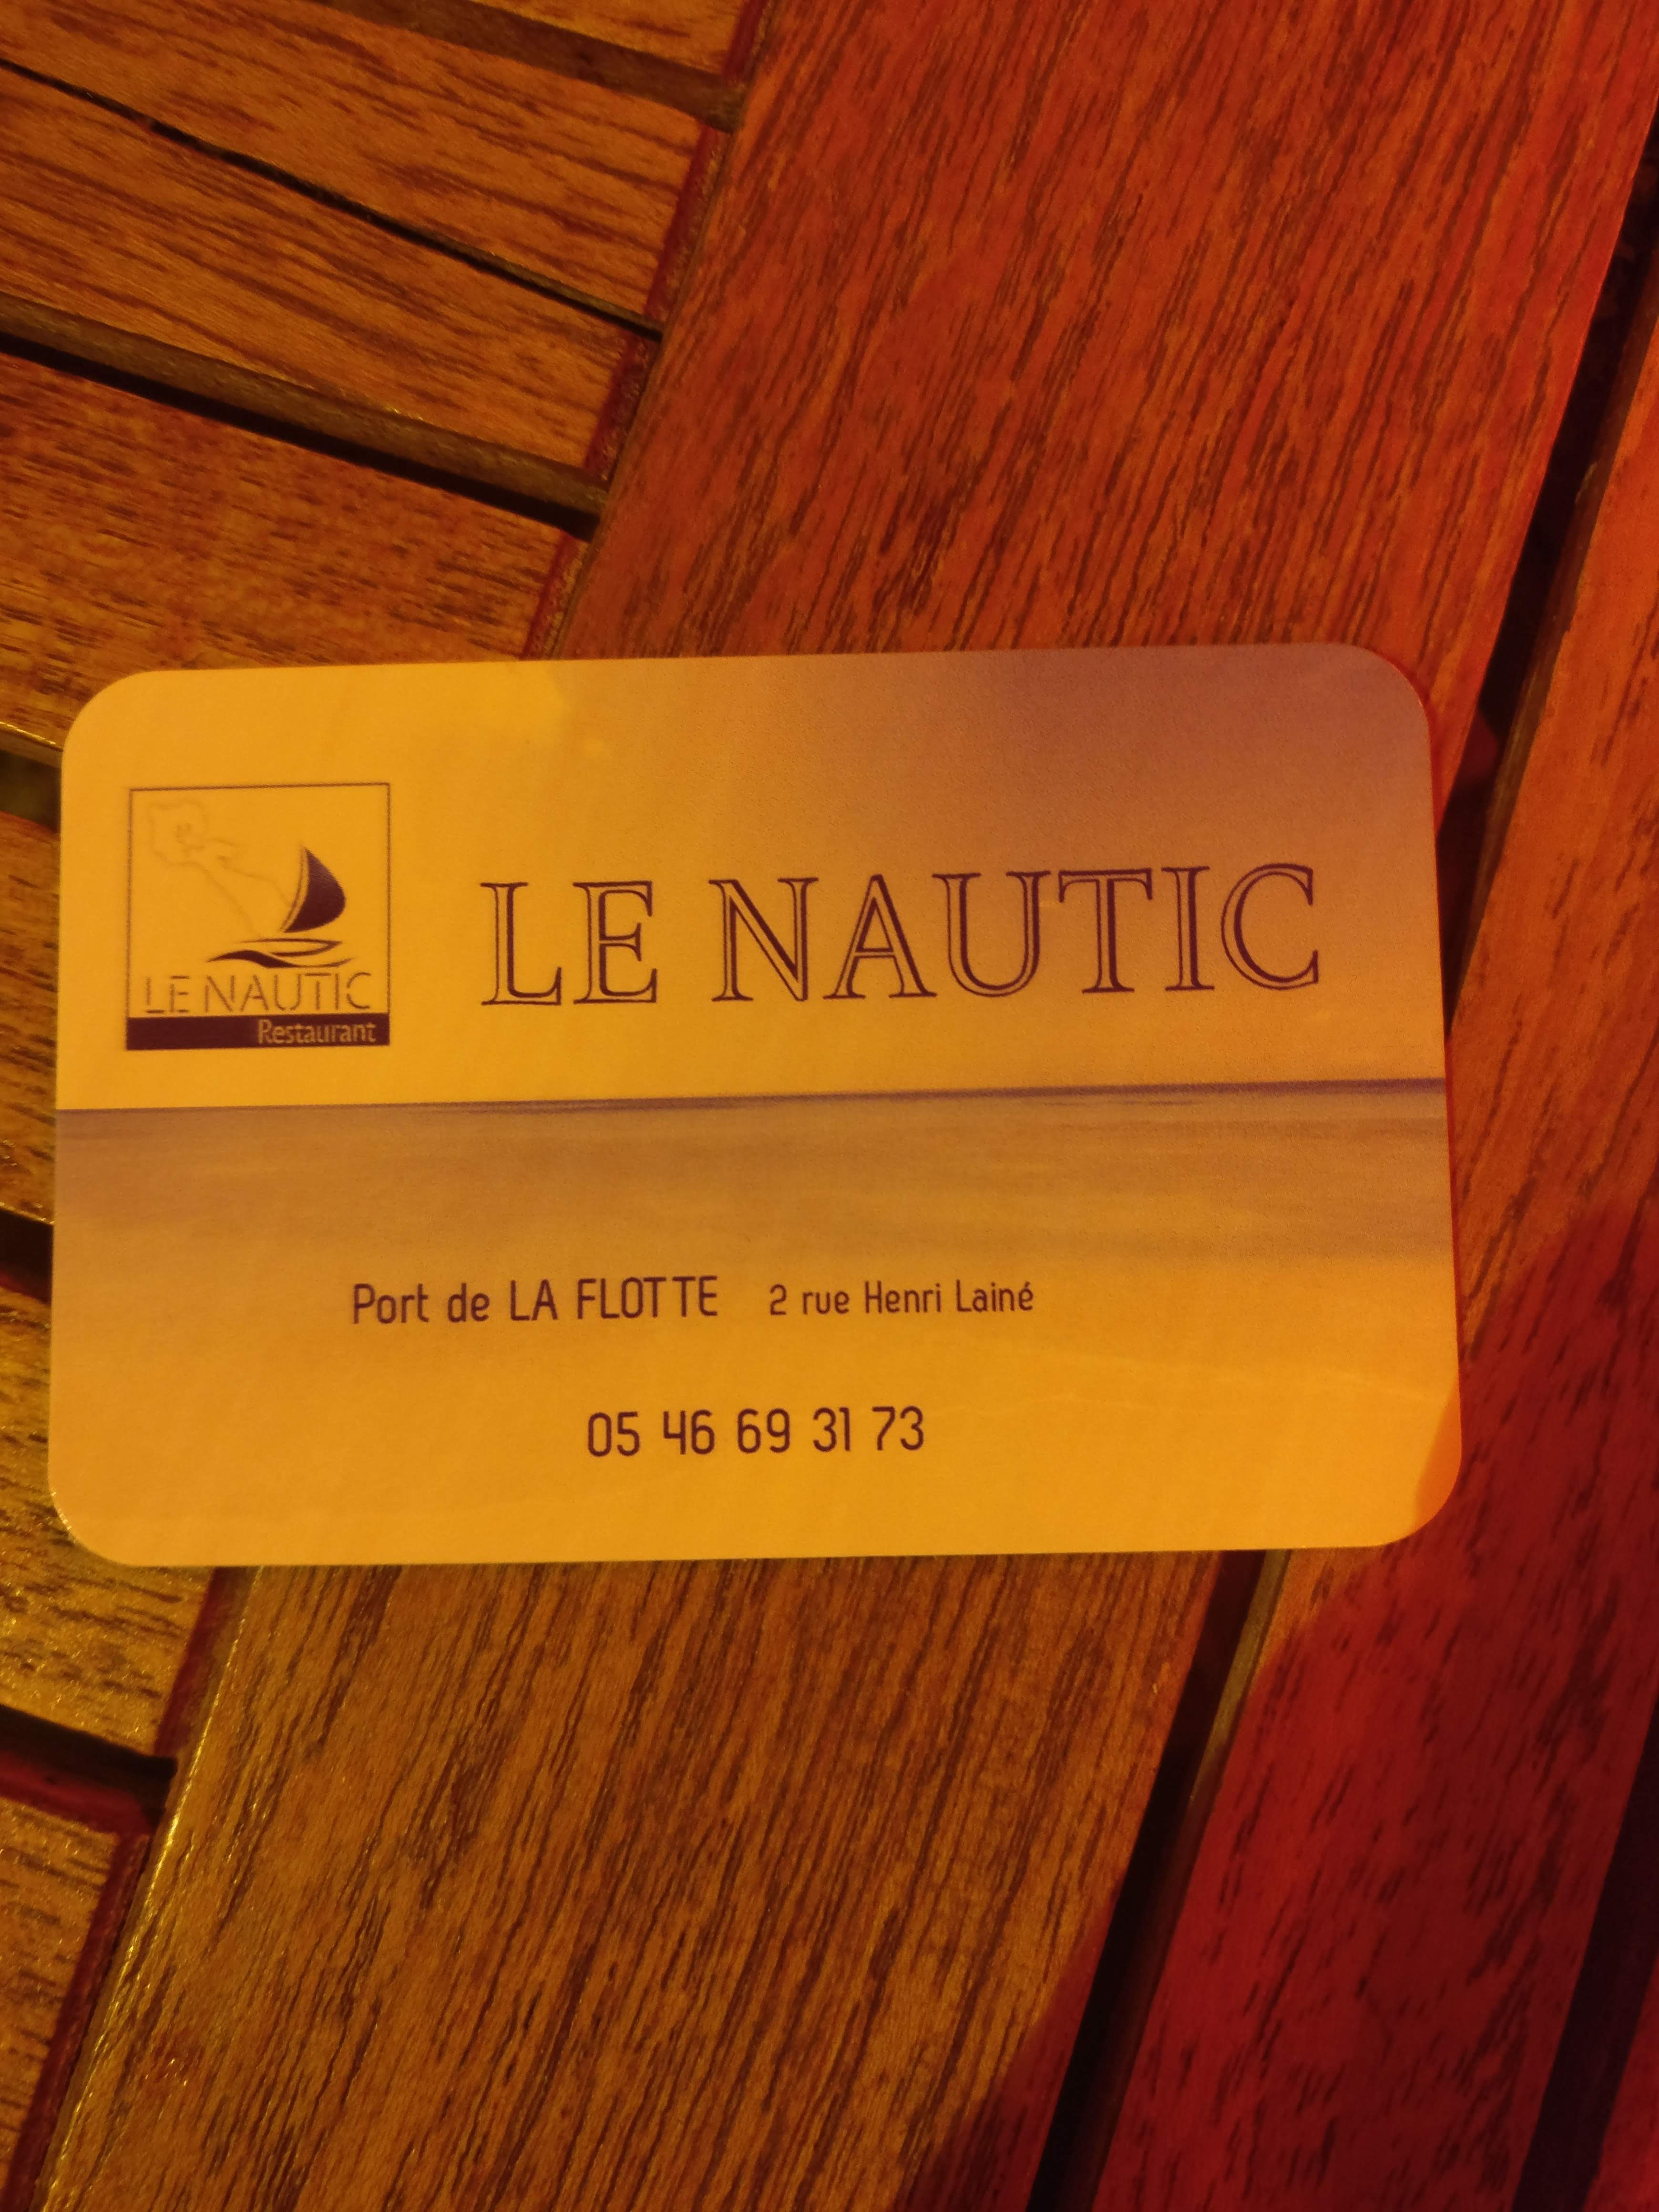 LE NAUTIC
Restaurant
LE NAUTIC
Port de LA FLOTTE 2 rue Henri Lainé
05 46 69 31 73